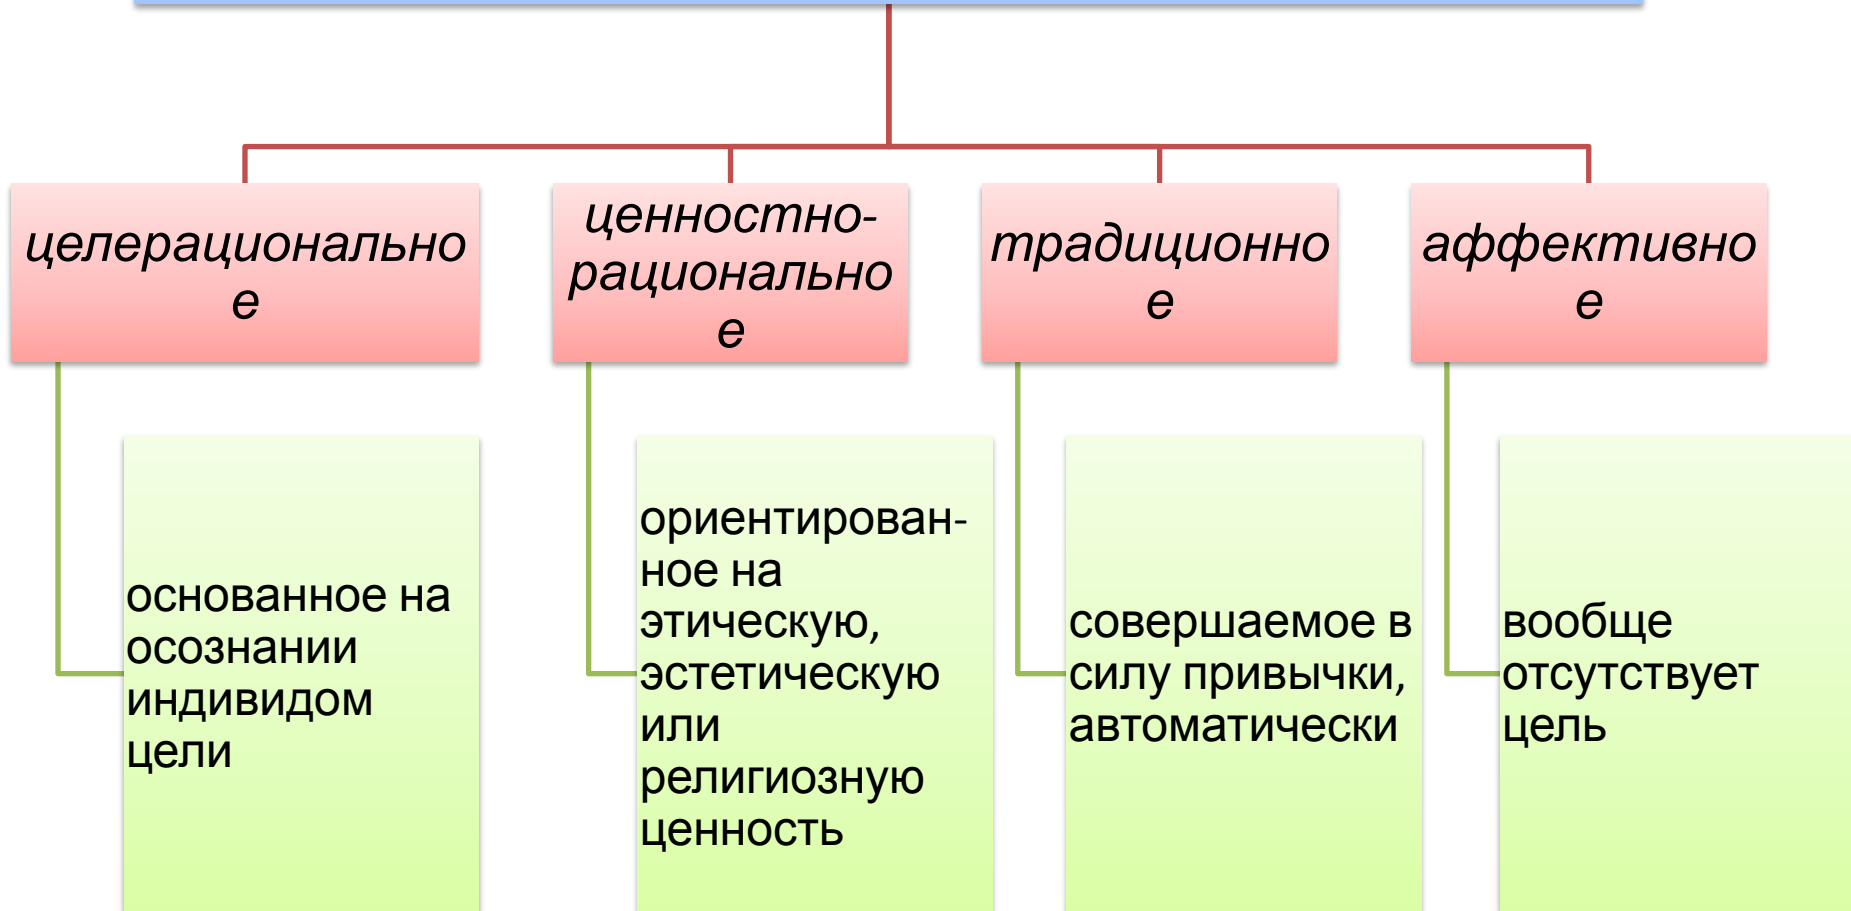 целерационально
е
ценностно-
рационально
е
традиционно
е
аффективно
е
основанное на
осознании
индивидом
цели
ориентирован-
ное на
этическую,
эстетическую
или
религиозную
ценность
совершаемое в
силу привычки,
автоматически
вообще
отсутствует
цель